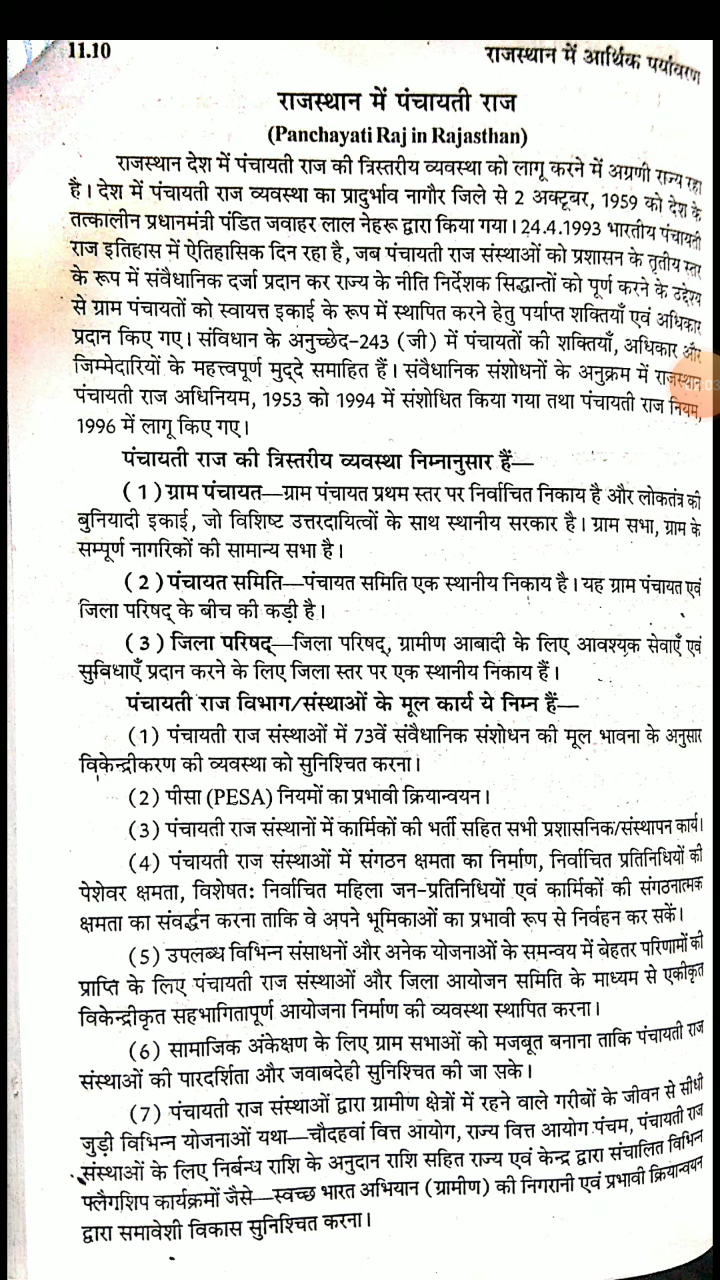 11.10
राजस्थान में आर्थिक पर्यावरण
राजस्थान में पंचायती राज
(Panchayati Raj in Rajasthan)
राजस्थान देश में पंचायती राज की त्रिस्तरीय व्यवस्था को लागू करने में अग्रणी राज्य रहा
है। देश में पंचायती राज व्यवस्था का प्रादुर्भाव नागौर जिले से 2 अक्टूबर, 1959 को देश के
तत्कालीन प्रधानमंत्री पंडित जवाहर लाल नेहरू द्वारा किया गया। 24.4.1993 भारतीय पंचायती
राज इतिहास में ऐतिहासिक दिन रहा है, जब पंचायती राज संस्थाओं को प्रशासन के तृतीय स्तर
के रूप में संवैधानिक दर्जा प्रदान कर राज्य के नीति निर्देशक सिद्धान्तों को पूर्ण करने के उद्देश्य
से ग्राम पंचायतों को स्वायत्त इकाई के रूप में स्थापित करने हेतु पर्याप्त शक्तियाँ एवं अधिकार
प्रदान किए गए। संविधान के अनुच्छेद-243 (जी) में पंचायतों की शक्तियाँ, अधिकार और
जिम्मेदारियों के महत्त्वपूर्ण मुद्दे समाहित हैं। संवैधानिक संशोधनों के अनुक्रम में राजस्थान
पंचायती राज अधिनियम, 1953 को 1994 में संशोधित किया गया तथा पंचायती राज नियम,
1996 में लागू किए गए।
पंचायती राज की त्रिस्तरीय व्यवस्था निम्नानुसार हैं—
(1) ग्राम पंचायत—ग्राम पंचायत प्रथम स्तर पर निर्वाचित निकाय है और लोकतंत्र की
बुनियादी इकाई, जो विशिष्ट उत्तरदायित्वों के साथ स्थानीय सरकार है। ग्राम सभा, ग्राम के
सम्पूर्ण नागरिकों की सामान्य सभा है।
(2) पंचायत समिति—पंचायत समिति एक स्थानीय निकाय है। यह ग्राम पंचायत एवं
जिला परिषद् के बीच की कड़ी है।
(3) जिला परिषद्—जिला परिषद्, ग्रामीण आबादी के लिए आवश्यक सेवाएँ एवं
सुविधाएँ प्रदान करने के लिए जिला स्तर पर एक स्थानीय निकाय हैं।
पंचायती राज विभाग/संस्थाओं के मूल कार्य ये निम्न हैं—
(1) पंचायती राज संस्थाओं में 73वें संवैधानिक संशोधन की मूल भावना के अनुसार
विकेन्द्रीकरण की व्यवस्था को सुनिश्चित करना।
(2) पीसा (PESA) नियमों का प्रभावी क्रियान्वयन।
(3) पंचायती राज संस्थानों में कार्मिकों की भर्ती सहित सभी प्रशासनिक/संस्थापन कार्य।
(4) पंचायती राज संस्थाओं में संगठन क्षमता का निर्माण, निर्वाचित प्रतिनिधियों की
पेशेवर क्षमता, विशेषत: निर्वाचित महिला जन-प्रतिनिधियों एवं कार्मिकों की संगठनात्मक
क्षमता का संवर्द्धन करना ताकि वे अपने भूमिकाओं का प्रभावी रूप से निर्वहन कर सकें।
(5) उपलब्ध विभिन्न संसाधनों और अनेक योजनाओं के समन्वय में बेहतर परिणामों की
प्राप्ति के लिए पंचायती राज संस्थाओं और जिला आयोजन समिति के माध्यम से एकीकृत
विकेन्द्रीकृत सहभागितापूर्ण आयोजना निर्माण की व्यवस्था स्थापित करना।
(6) सामाजिक अंकेक्षण के लिए ग्राम सभाओं को मजबूत बनाना ताकि पंचायती राज
संस्थाओं की पारदर्शिता और जवाबदेही सुनिश्चित की जा सके।
(7) पंचायती राज संस्थाओं द्वारा ग्रामीण क्षेत्रों में रहने वाले गरीबों के जीवन से सीधी
जुड़ी विभिन्न योजनाओं यथा—चौदहवां वित्त आयोग, राज्य वित्त आयोग पंचम, पंचायती राज
संस्थाओं के लिए निर्बन्ध राशि के अनुदान राशि सहित राज्य एवं केन्द्र द्वारा संचालित विभिन्न
फ्लैगशिप कार्यक्रमों जैसे—स्वच्छ भारत अभियान (ग्रामीण) की निगरानी एवं प्रभावी क्रियान्वयन
द्वारा समावेशी विकास सुनिश्चित करना।